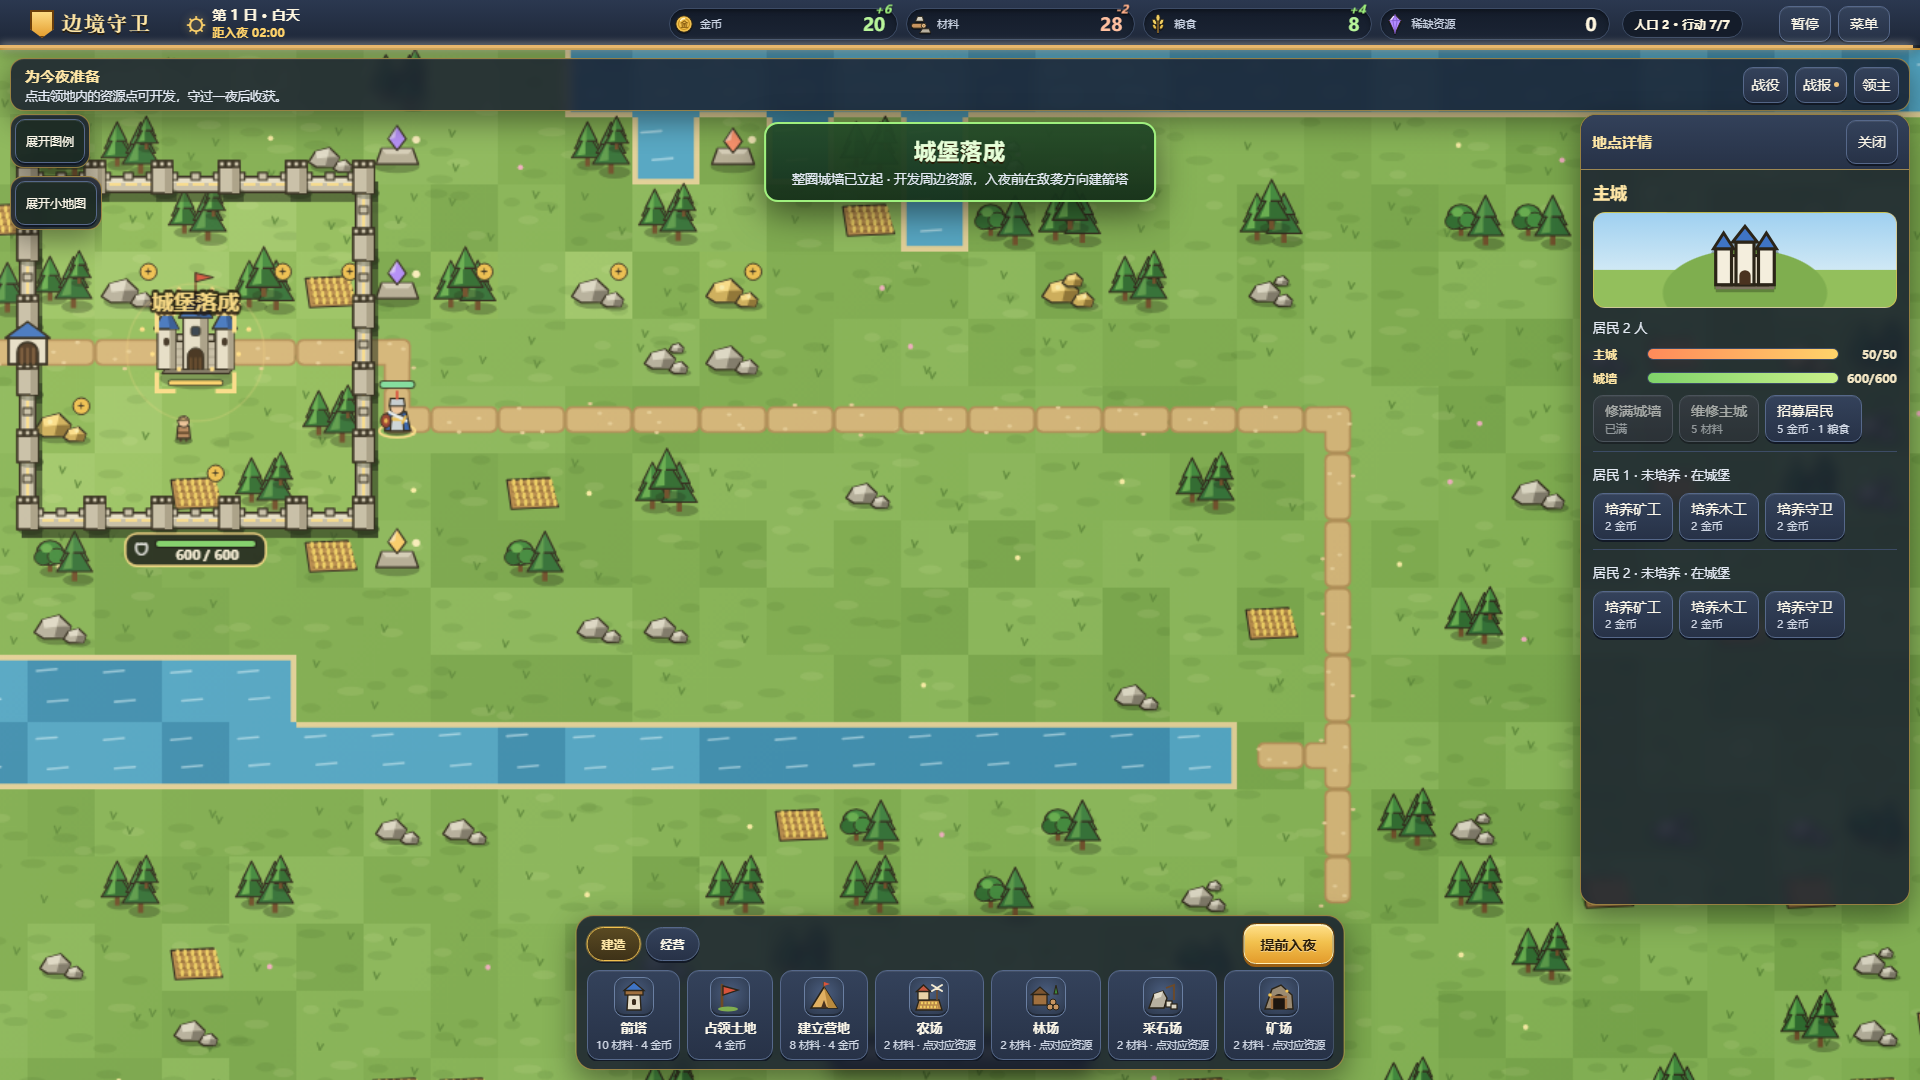 边境守卫
第 1 日 · 白天
距入夜 02:00
金币
+6
20
材料
-2
28
粮食
+4
8
稀缺资源
0
人口 2 · 行动 7/7
暂停
菜单
为今夜准备
点击领地内的资源点可开发，守过一夜后收获。
战役
战报
领主
展开图例
展开小地图
城堡落成
整圈城墙已立起 · 开发周边资源，入夜前在敌袭方向建箭塔
城堡落成
600 / 600
地点详情
关闭
主城
居民 2 人
主城
50/50
城墙
600/600
修满城墙
已满
维修主城
5 材料
招募居民
5 金币 · 1 粮食
居民 1 · 未培养 · 在城堡
培养矿工
2 金币
培养木工
2 金币
培养守卫
2 金币
居民 2 · 未培养 · 在城堡
培养矿工
2 金币
培养木工
2 金币
培养守卫
2 金币
建造
经营
提前入夜
箭塔
10 材料 · 4 金币
占领土地
4 金币
建立营地
8 材料 · 4 金币
农场
2 材料 · 点对应资源
林场
2 材料 · 点对应资源
采石场
2 材料 · 点对应资源
矿场
2 材料 · 点对应资源